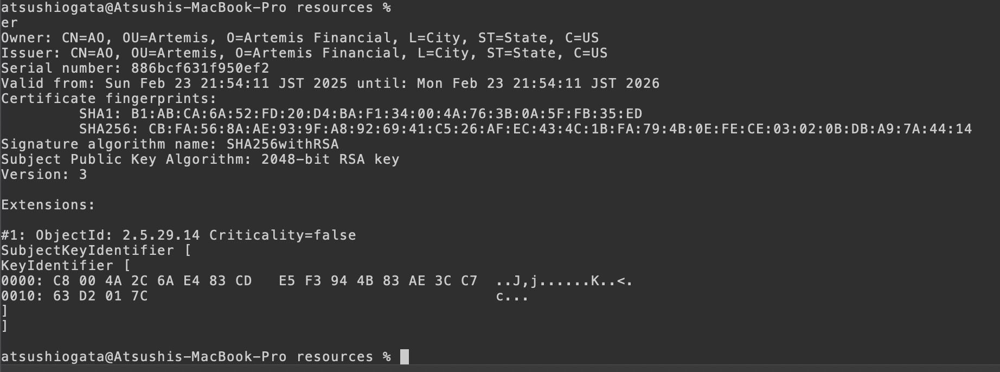 atsushiogata@Atsushis-MacBook-Pro resources %
er
Owner: CN=AO, OU=Artemis, O=Artemis Financial, L=City, ST=State, C=US
Issuer: CN=AO, OU=Artemis, O=Artemis Financial, L=City, ST=State, C=US
Serial number: 886bcf631f950ef2
Valid from: Sun Feb 23 21:54:11 JST 2025 until: Mon Feb 23 21:54:11 JST 2026
Certificate fingerprints:
         SHA1: B1:AB:CA:6A:52:FD:20:D4:BA:F1:34:00:4A:76:3B:0A:5F:FB:35:ED
         SHA256: CB:FA:56:8A:AE:93:9F:A8:92:69:41:C5:26:AF:EC:43:4C:1B:FA:79:4B:0E:FE:CE:03:02:0B:DB:A9:7A:44:14
Signature algorithm name: SHA256withRSA
Subject Public Key Algorithm: 2048-bit RSA key
Version: 3
Extensions:
#1: ObjectId: 2.5.29.14 Criticality=false
SubjectKeyIdentifier [
KeyIdentifier [
0000: C8 00 4A 2C 6A E4 83 CD   E5 F3 94 4B 83 AE 3C C7  ..J,j......K..<.
0010: 63 D2 01 7C                                        c...
]
]
atsushiogata@Atsushis-MacBook-Pro resources %